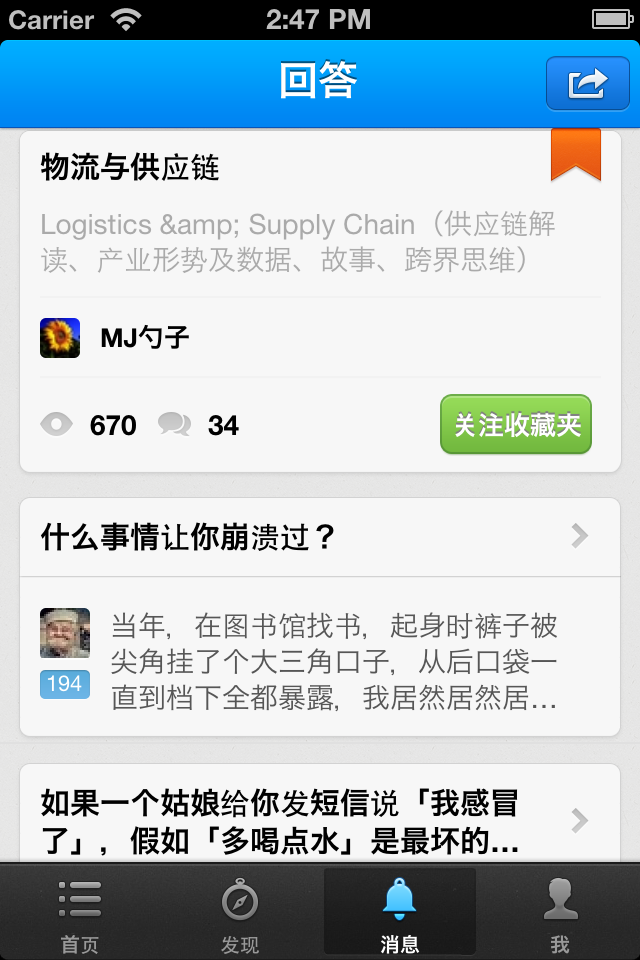 Carrier 2:47 PM
回答
物流与供应链
Logistics &amp; Supply Chain（供应链解
读、产业形势及数据、故事、跨界思维）
MJ勺子
670 34 关注收藏夹
什么事情让你崩溃过？
当年，在图书馆找书，起身时裤子被
尖角挂了个大三角口子，从后口袋一
直到档下全都暴露，我居然居然居…
194
如果一个姑娘给你发短信说「我感冒
了」，假如「多喝点水」是最坏的…
首页 发现 消息 我